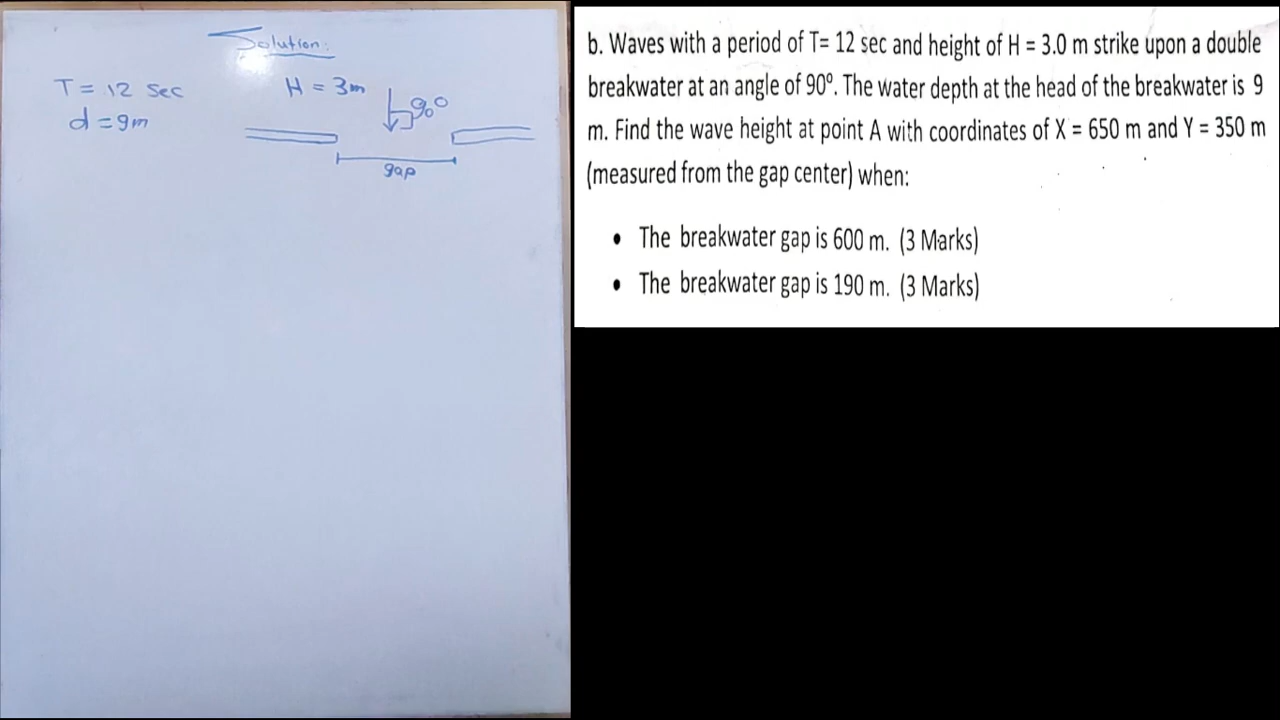 Solution:
T = 12 sec
H = 3m
90°
d = 9m
gap
b. Waves with a period of T= 12 sec and height of H = 3.0 m strike upon a double
breakwater at an angle of 90°. The water depth at the head of the breakwater is 9
m. Find the wave height at point A with coordinates of X = 650 m and Y = 350 m
(measured from the gap center) when:
• The breakwater gap is 600 m. (3 Marks)
• The breakwater gap is 190 m. (3 Marks)